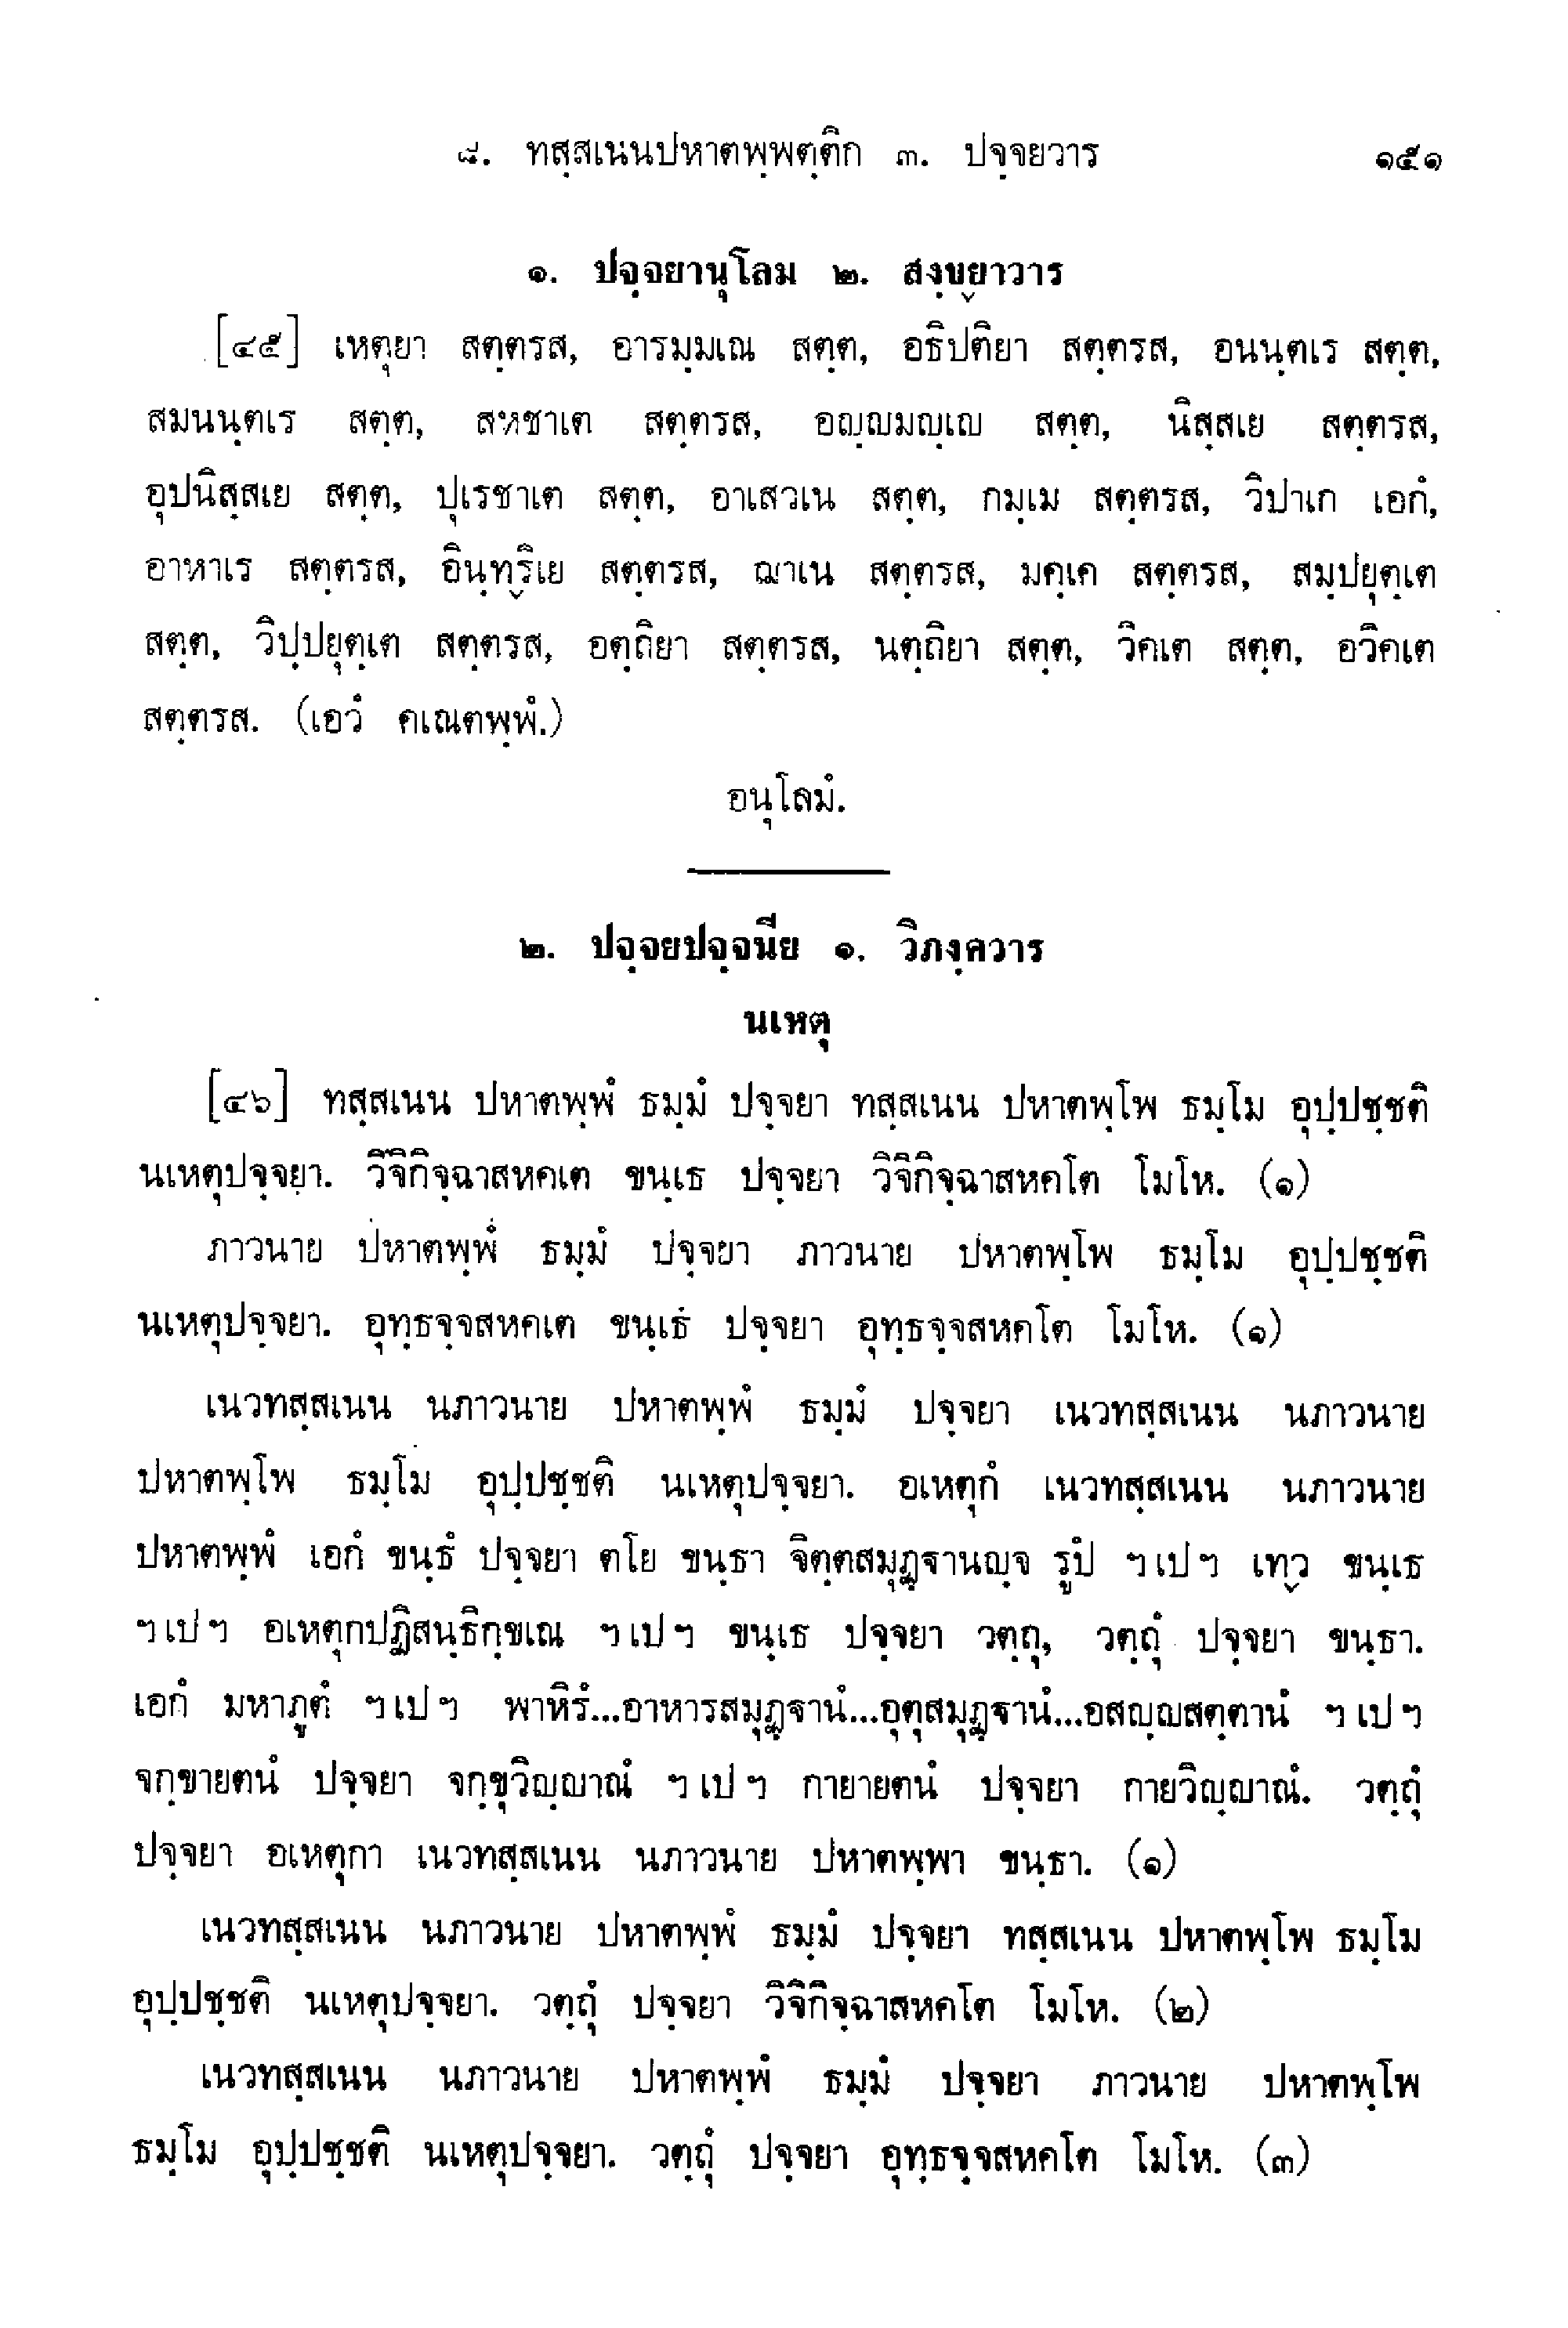 ๘. ทสฺสเนนปหาตพฺพตฺติก ๓. ปจฺจยวาร ๑๕๑
๑. ปจฺจยานุโลม ๒. สงฺขฺยาวาร
[๔๕] เหตุยา สตฺตรส, อารมฺมเณ สตฺต, อธิปติยา สตฺตรส, อนนฺตเร สตฺต,
สมนนฺตเร สตฺต, สหชาเต สตฺตรส, อญฺญมญฺเญ สตฺต, นิสฺสเย สตฺตรส,
อุปนิสฺสเย สตฺต, ปุเรชาเต สตฺต, อาเสวเน สตฺต, กมฺเม สตฺตรส, วิปาเก เอกํ,
อาหาเร สตฺตรส, อินฺทฺริเย สตฺตรส, ฌาเน สตฺตรส, มคฺเค สตฺตรส, สมฺปยุตฺเต
สตฺต, วิปฺปยุตฺเต สตฺตรส, อตฺถิยา สตฺตรส, นตฺถิยา สตฺต, วิคเต สตฺต, อวิคเต
สตฺตรส. (เอวํ คเณตพฺพํ.)
อนุโลมํ.
๒. ปจฺจยปจฺจนีย ๑. วิภงฺควาร
นเหตุ
[๔๖] ทสฺสเนน ปหาตพฺพํ ธมฺมํ ปจฺจยา ทสฺสเนน ปหาตพฺโพ ธมฺโม อุปฺปชฺชติ
นเหตุปจฺจยา. วิจิกิจฺฉาสหคเต ขนฺเธ ปจฺจยา วิจิกิจฺฉาสหคโต โมโห. (๑)
ภาวนาย ปหาตพฺพํ ธมฺมํ ปจฺจยา ภาวนาย ปหาตพฺโพ ธมฺโม อุปฺปชฺชติ
นเหตุปจฺจยา. อุทฺธจฺจสหคเต ขนฺเธ ปจฺจยา อุทฺธจฺจสหคโต โมโห. (๑)
เนวทสฺสเนน นภาวนาย ปหาตพฺพํ ธมฺมํ ปจฺจยา เนวทสฺสเนน นภาวนาย
ปหาตพฺโพ ธมฺโม อุปฺปชฺชติ นเหตุปจฺจยา. อเหตุกํ เนวทสฺสเนน นภาวนาย
ปหาตพฺพํ เอกํ ขนฺธํ ปจฺจยา ตโย ขนฺธา จิตฺตสมุฏฺฐานญฺจ รูปํ ฯ เป ฯ เทฺว ขนฺเธ
ฯ เป ฯ อเหตุกปฏิสนฺธิกฺขเณ ฯ เป ฯ ขนฺเธ ปจฺจยา วตฺถุ, วตฺถุํ ปจฺจยา ขนฺธา.
เอกํ มหาภูตํ ฯ เป ฯ พาหิรํ...อาหารสมุฏฺฐานํ...อุตุสมุฏฺฐานํ...อสญฺญสตฺตานํ ฯ เป ฯ
จกฺขายตนํ ปจฺจยา จกฺขุวิญฺญาณํ ฯ เป ฯ กายายตนํ ปจฺจยา กายวิญฺญาณํ. วตฺถุํ
ปจฺจยา อเหตุกา เนวทสฺสเนน นภาวนาย ปหาตพฺพา ขนฺธา. (๑)
เนวทสฺสเนน นภาวนาย ปหาตพฺพํ ธมฺมํ ปจฺจยา ทสฺสเนน ปหาตพฺโพ ธมฺโม
อุปฺปชฺชติ นเหตุปจฺจยา. วตฺถุํ ปจฺจยา วิจิกิจฺฉาสหคโต โมโห. (๒)
เนวทสฺสเนน นภาวนาย ปหาตพฺพํ ธมฺมํ ปจฺจยา ภาวนาย ปหาตพฺโพ
ธมฺโม อุปฺปชฺชติ นเหตุปจฺจยา. วตฺถุํ ปจฺจยา อุทฺธจฺจสหคโต โมโห. (๓)